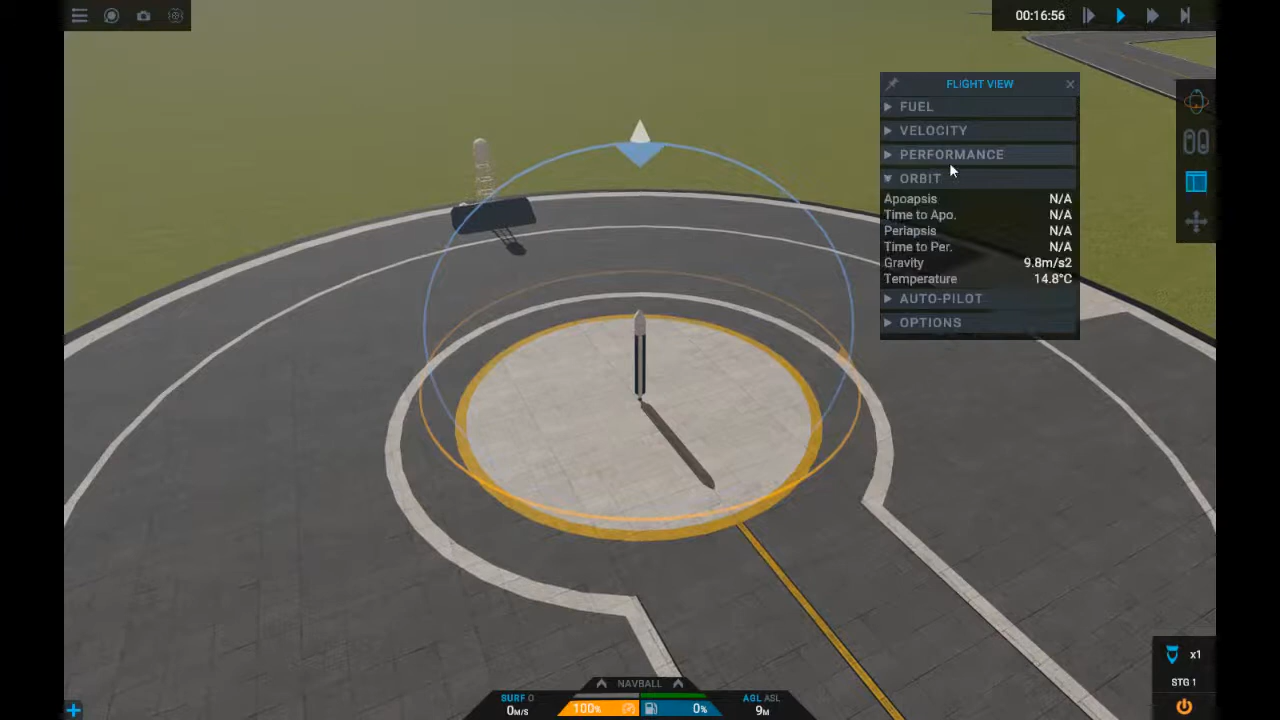 00:16:56
FLIGHT VIEW
FUEL
VELOCITY
PERFORMANCE
ORBIT
Apoapsis N/A
Time to Apo. N/A
Periapsis N/A
Time to Per. N/A
Gravity 9.8m/s2
Temperature 14.8°C
AUTO-PILOT
OPTIONS
x1
STG 1
NAVBALL
SURF O
0M/S
100%
0%
AGL ASL
9M